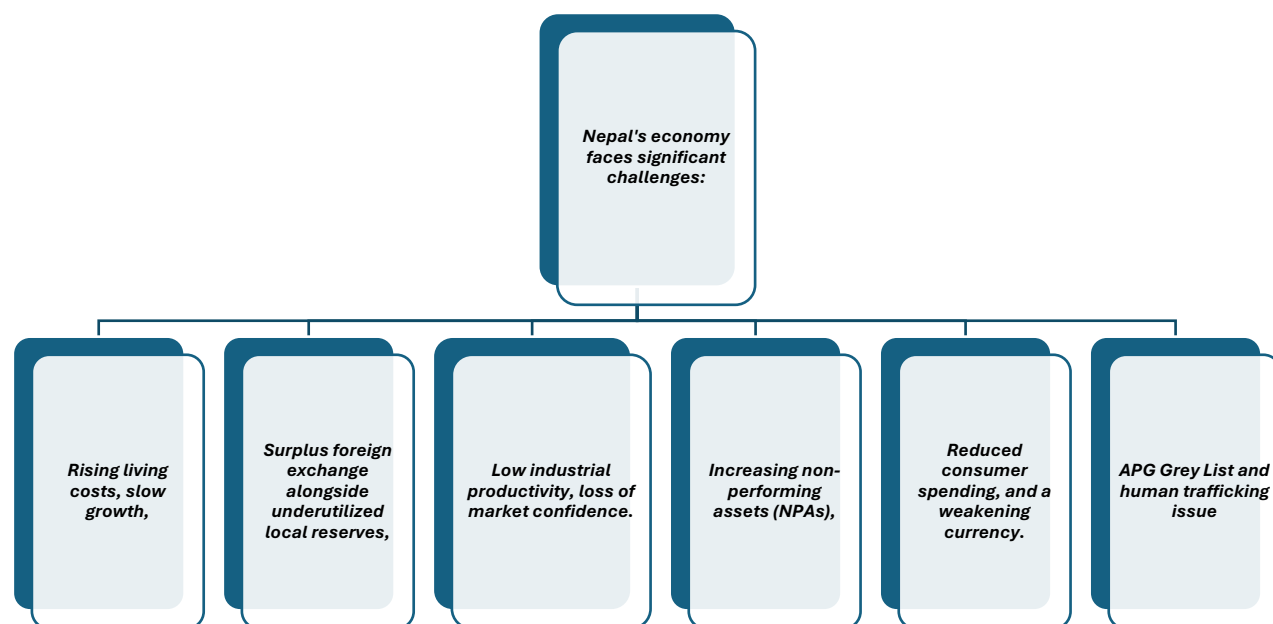 Nepal's economy
faces significant
challenges:
Rising living
costs, slow
growth,
Surplus foreign
exchange
alongside
underutilized
local reserves,
Low industrial
productivity, loss of
market confidence.
Increasing non-
performing
assets (NPAs),
Reduced
consumer
spending, and a
weakening
currency.
APG Grey List and
human trafficking
issue